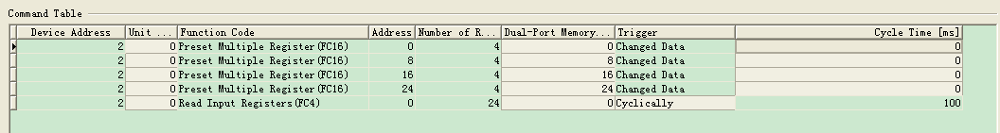 Command Table
Device Address Unit ... Function Code Address Number of R... Dual-Port Memory... Trigger Cycle Time [ms]
2 0 Preset Multiple Register(FC16) 0 4 0 Changed Data 0
2 0 Preset Multiple Register(FC16) 8 4 8 Changed Data 0
2 0 Preset Multiple Register(FC16) 16 4 16 Changed Data 0
2 0 Preset Multiple Register(FC16) 24 4 24 Changed Data 0
2 0 Read Input Registers(FC4) 0 24 0 Cyclically 100